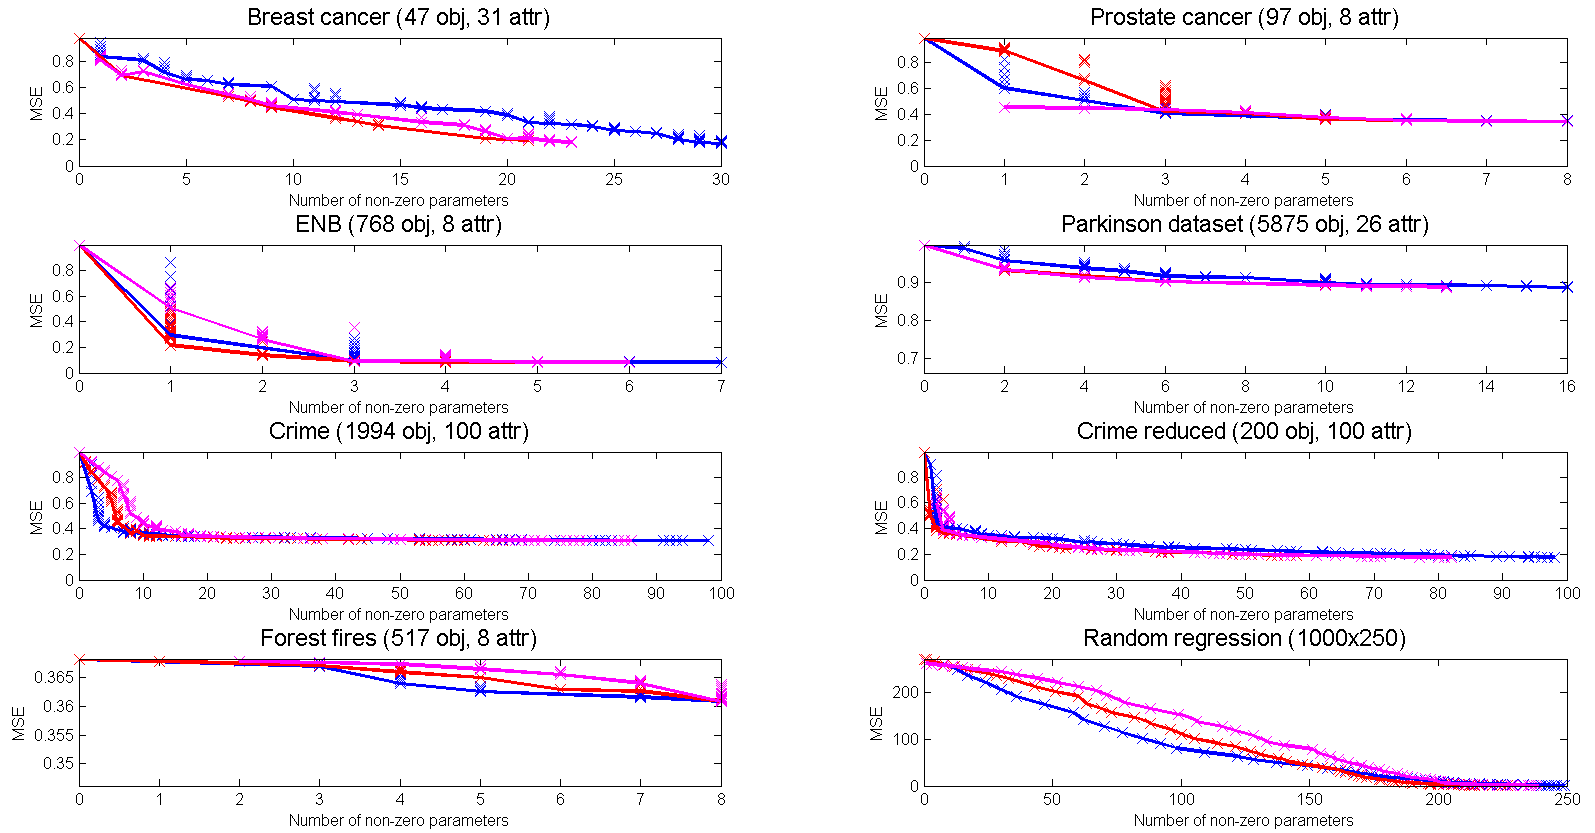 Breast cancer (47 obj, 31 attr)
MSE
0.8
0.6
0.4
0.2
0
0 5 10 15 20 25 30
Number of non-zero parameters
Prostate cancer (97 obj, 8 attr)
MSE
0.8
0.6
0.4
0.2
0
0 1 2 3 4 5 6 7 8
Number of non-zero parameters
ENB (768 obj, 8 attr)
MSE
0.8
0.6
0.4
0.2
0
0 1 2 3 4 5 6 7
Number of non-zero parameters
Parkinson dataset (5875 obj, 26 attr)
MSE
0.9
0.8
0.7
0 2 4 6 8 10 12 14 16
Number of non-zero parameters
Crime (1994 obj, 100 attr)
MSE
0.8
0.6
0.4
0.2
0
0 10 20 30 40 50 60 70 80 90 100
Number of non-zero parameters
Crime reduced (200 obj, 100 attr)
MSE
0.8
0.6
0.4
0.2
0
0 10 20 30 40 50 60 70 80 90 100
Number of non-zero parameters
Forest fires (517 obj, 8 attr)
MSE
0.365
0.36
0.355
0.35
0 1 2 3 4 5 6 7 8
Number of non-zero parameters
Random regression (1000x250)
MSE
200
100
0
0 50 100 150 200 250
Number of non-zero parameters